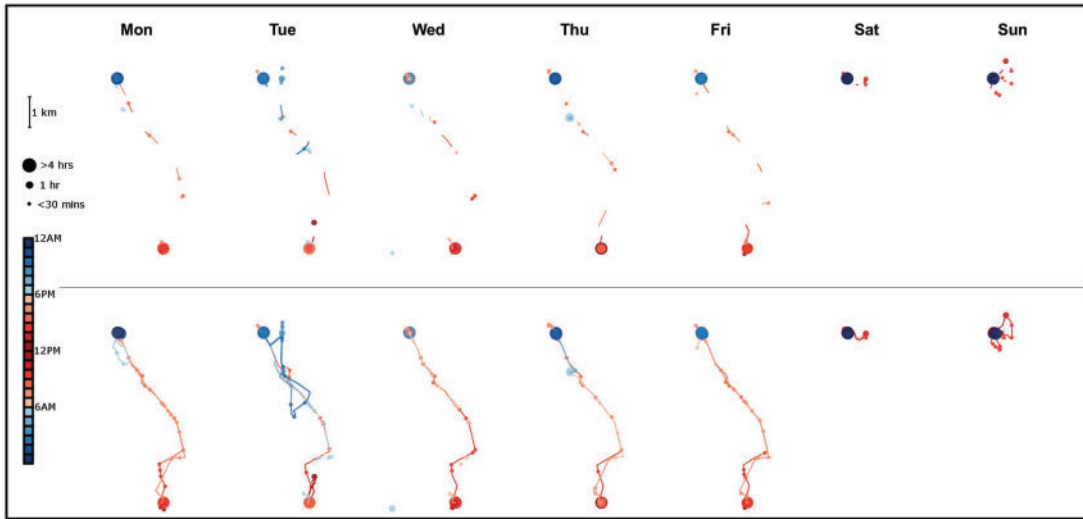 Mon Tue Wed Thu Fri Sat Sun
1 km
>4 hrs
1 hr
<30 mins
12AM
6PM
12PM
6AM